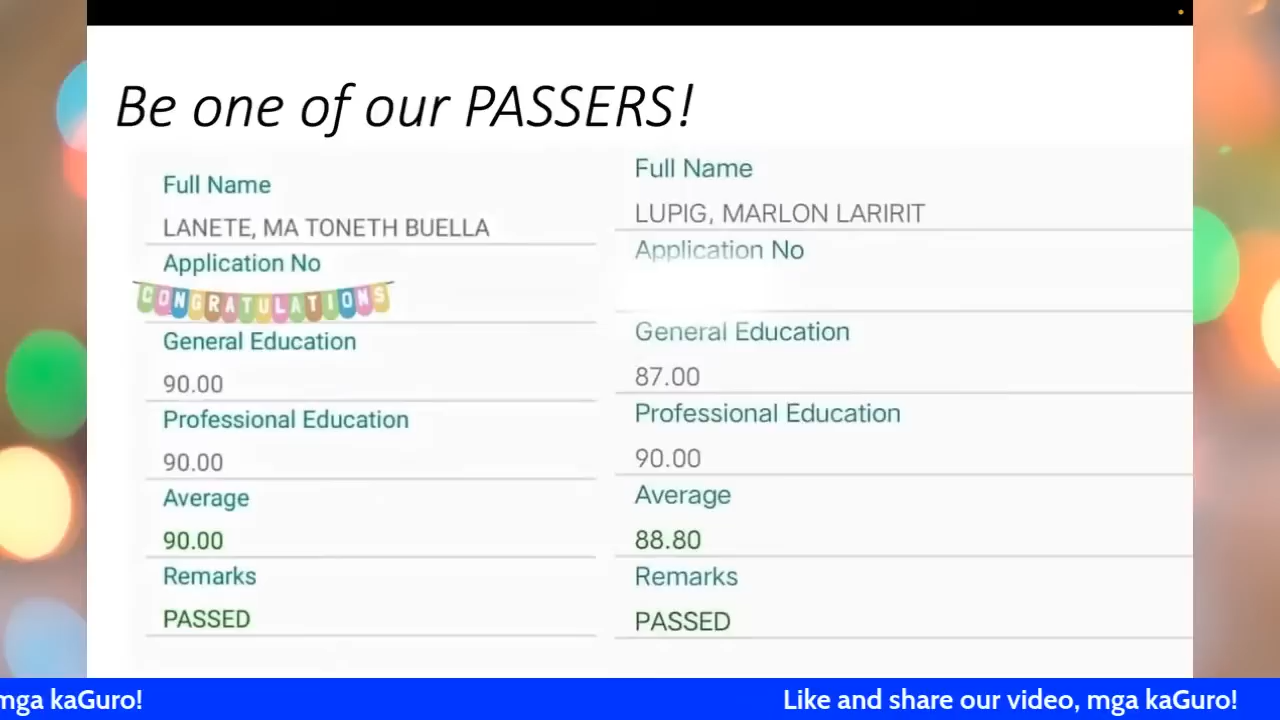 Be one of our PASSERS!
Full Name
LANETE, MA TONETH BUELLA
Application No
CONGRATULATIONS
General Education
90.00
Professional Education
90.00
Average
90.00
Remarks
PASSED
Full Name
LUPIG, MARLON LARIRIT
Application No
General Education
87.00
Professional Education
90.00
Average
88.80
Remarks
PASSED
mga kaGuro!
Like and share our video, mga kaGuro!